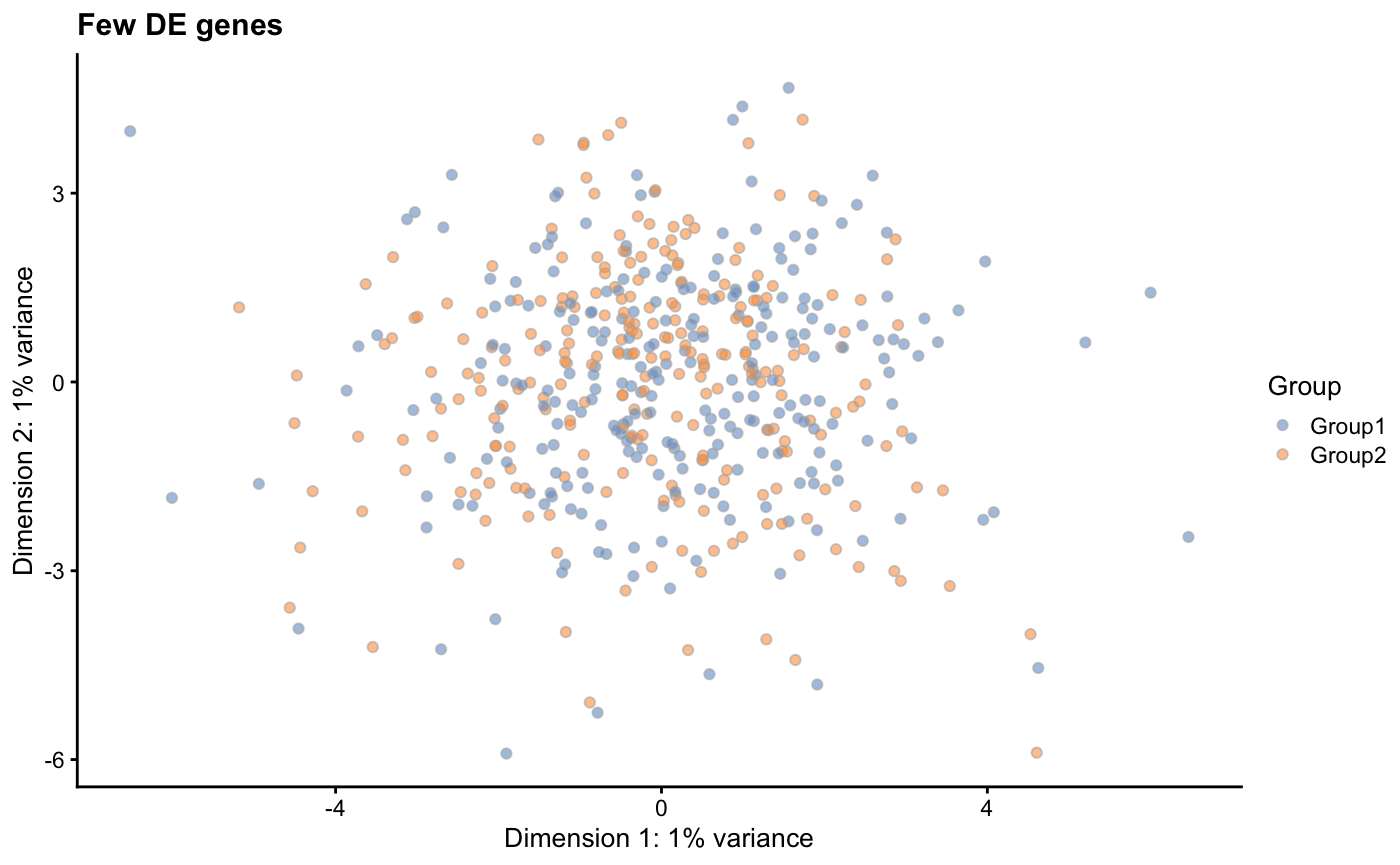 Few DE genes
Dimension 2: 1% variance
3
0
-3
-6
-4
0
4
Dimension 1: 1% variance
Group
Group1
Group2